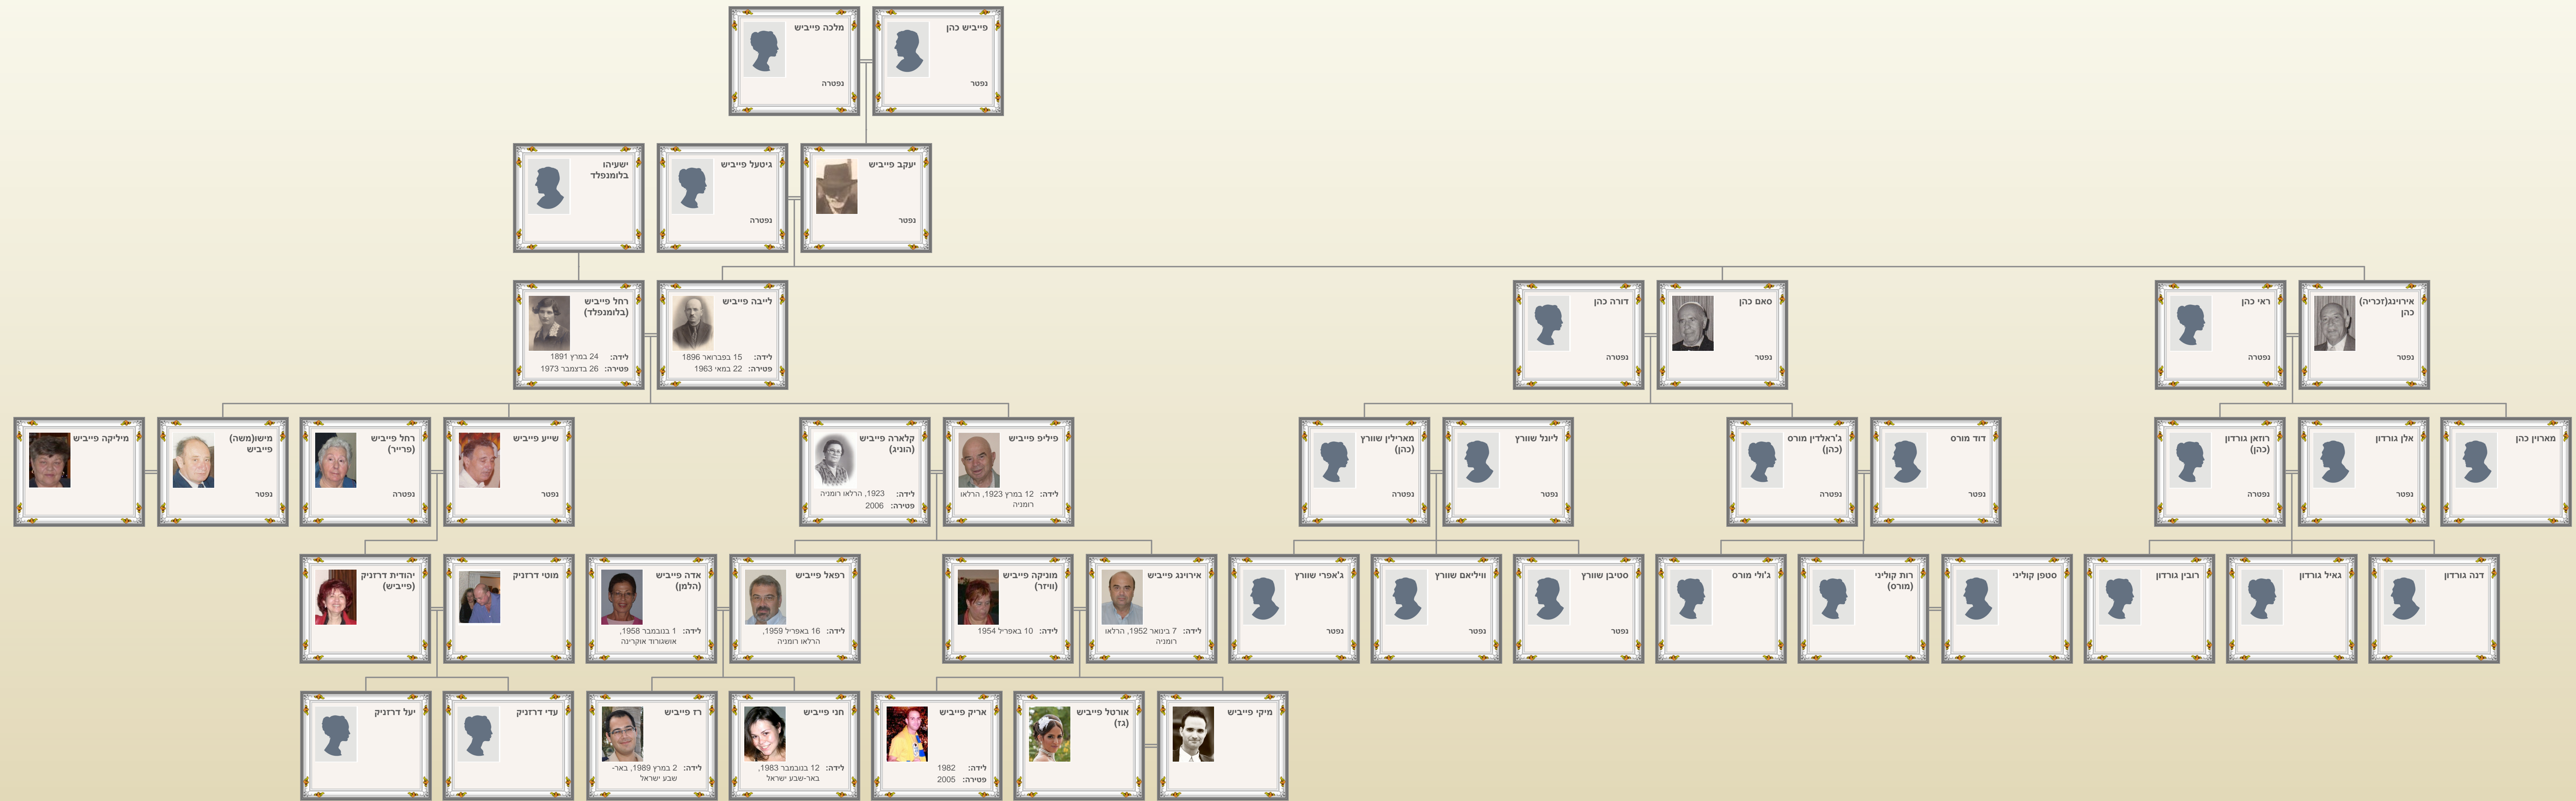 פייביש כהן
נפטר
מלכה פייביש
נפטרה
יעקב פייביש
נפטר
גיטעל פייביש
נפטרה
ישעיהו
בלומנפלד
אירוינג(זכריה)
כהן
נפטר
ראי כהן
נפטרה
סאם כהן
נפטר
דורה כהן
נפטרה
לייבה פייביש
לידה: 15 בפברואר 1896
פטירה: 22 במאי 1963
רחל פייביש
(בלומנפלד)
לידה: 24 במרץ 1891
פטירה: 26 בדצמבר 1973
מארוין כהן
אלן גורדון
נפטר
רוזאן גורדון
(כהן)
נפטרה
דוד מורס
נפטר
ג'ראלדין מורס
(כהן)
נפטרה
ליונל שוורץ
נפטר
מארילין שוורץ
(כהן)
נפטרה
פיליפ פייביש
לידה: 12 במרץ 1923, הרלאו
רומניה
קלארה פייביש
(הוניג)
לידה: 1923, הרלאו רומניה
פטירה: 2006
שייע פייביש
נפטר
רחל פייביש
(פרייר)
נפטרה
מישו(משה)
פייביש
נפטר
מיליקה פייביש
דנה גורדון
גאיל גורדון
רובין גורדון
סטפן קוליני
רות קוליני
(מורס)
ג'ולי מורס
סטיבן שוורץ
נפטר
וויליאם שוורץ
נפטר
ג'אפרי שוורץ
נפטר
אירוינג פייביש
לידה: 7 בינואר 1952, הרלאו
רומניה
מוניקה פייביש
(וויזר)
לידה: 10 באפריל 1954
רפאל פייביש
לידה: 16 באפריל 1959,
הרלאו רומניה
אדה פייביש
(הלמן)
לידה: 1 בנובמבר 1958,
אושגורוד אוקרינה
מוטי דרזניק
יהודית דרזניק
(פייביש)
מיקי פייביש
אורטל פייביש
(גז)
אריק פייביש
לידה: 1982
פטירה: 2005
חני פייביש
לידה: 12 בנובמבר 1983,
באר-שבע ישראל
רז פייביש
לידה: 2 במרץ 1989, באר-
שבע ישראל
עדי דרזניק
יעל דרזניק